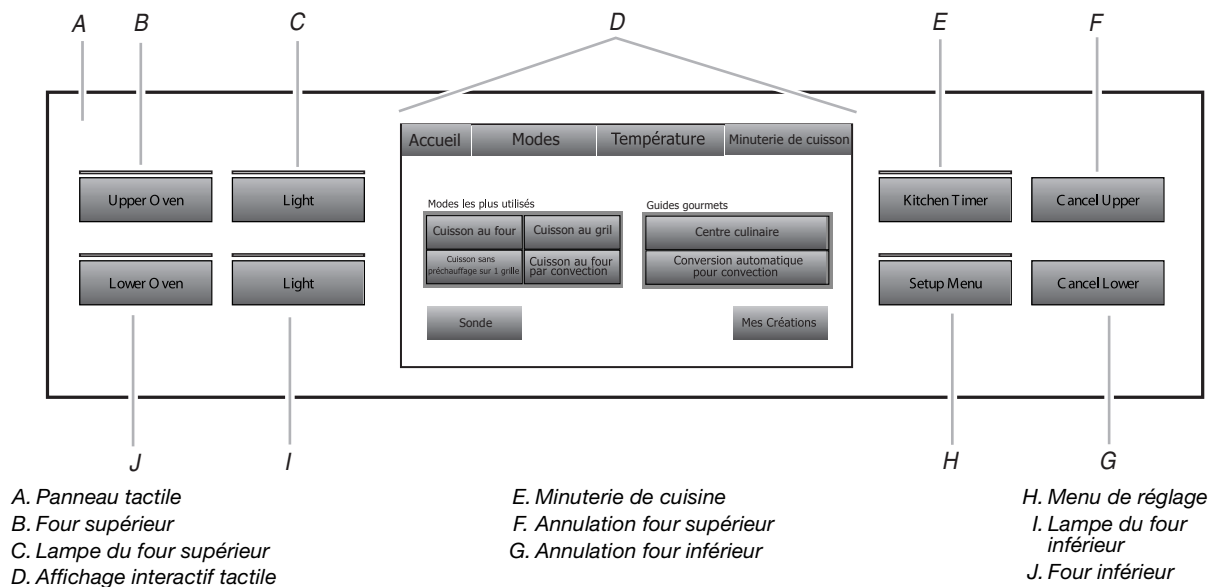 A B C D E F
Accueil Modes Température Minuterie de cuisson
Upper Oven Light Kitchen Timer Cancel Upper
Modes les plus utilisés Guides gourmets
Cuisson au four Cuisson au gril Centre culinaire
Cuisson sans préchauffage sur 1 grille
Cuisson au four par convection
Conversion automatique pour convection
Lower Oven Light Setup Menu Cancel Lower
Sonde Mes Créations
J I H G
A. Panneau tactile
B. Four supérieur
C. Lampe du four supérieur
D. Affichage interactif tactile
E. Minuterie de cuisine
F. Annulation four supérieur
G. Annulation four inférieur
H. Menu de réglage
I. Lampe du four
inférieur
J. Four inférieur